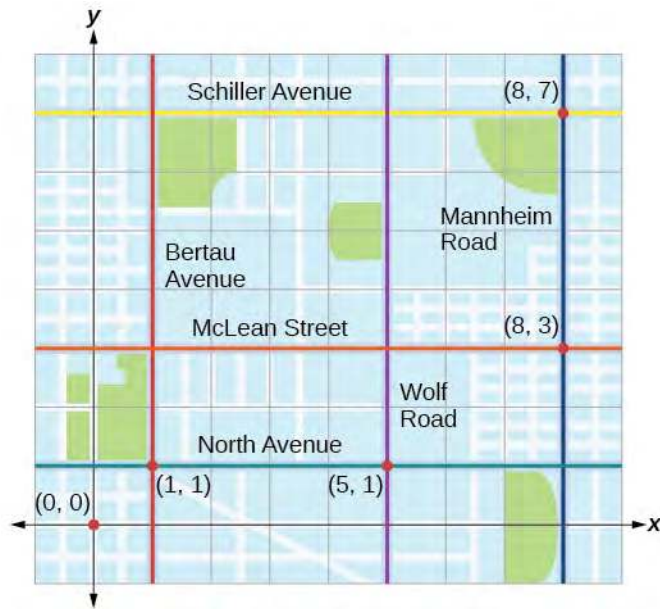 y
Schiller Avenue
(8, 7)
Mannheim
Road
Bertau
Avenue
McLean Street
(8, 3)
Wolf
Road
North Avenue
(0, 0)
(1, 1)
(5, 1)
x